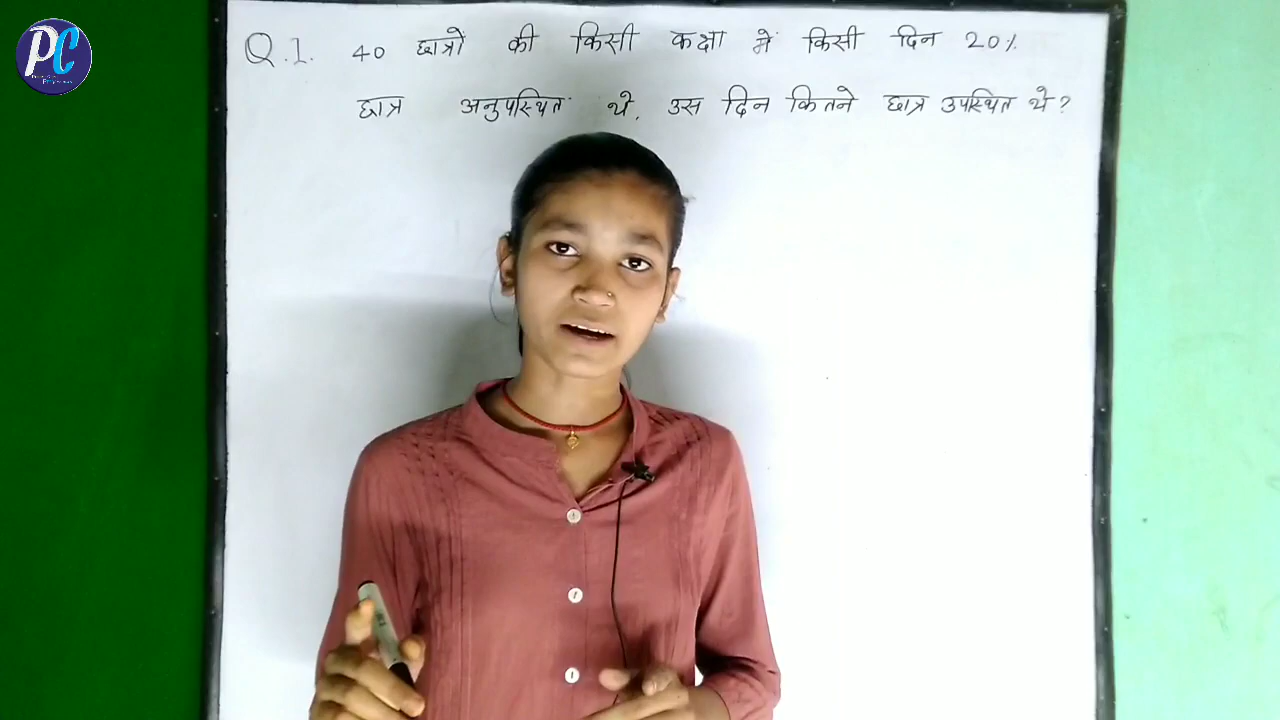 PC
Q.1. 40 छात्रों की किसी कक्षा में किसी दिन 20%
छात्र अनुपस्थित थे, उस दिन कितने छात्र उपस्थित थे?